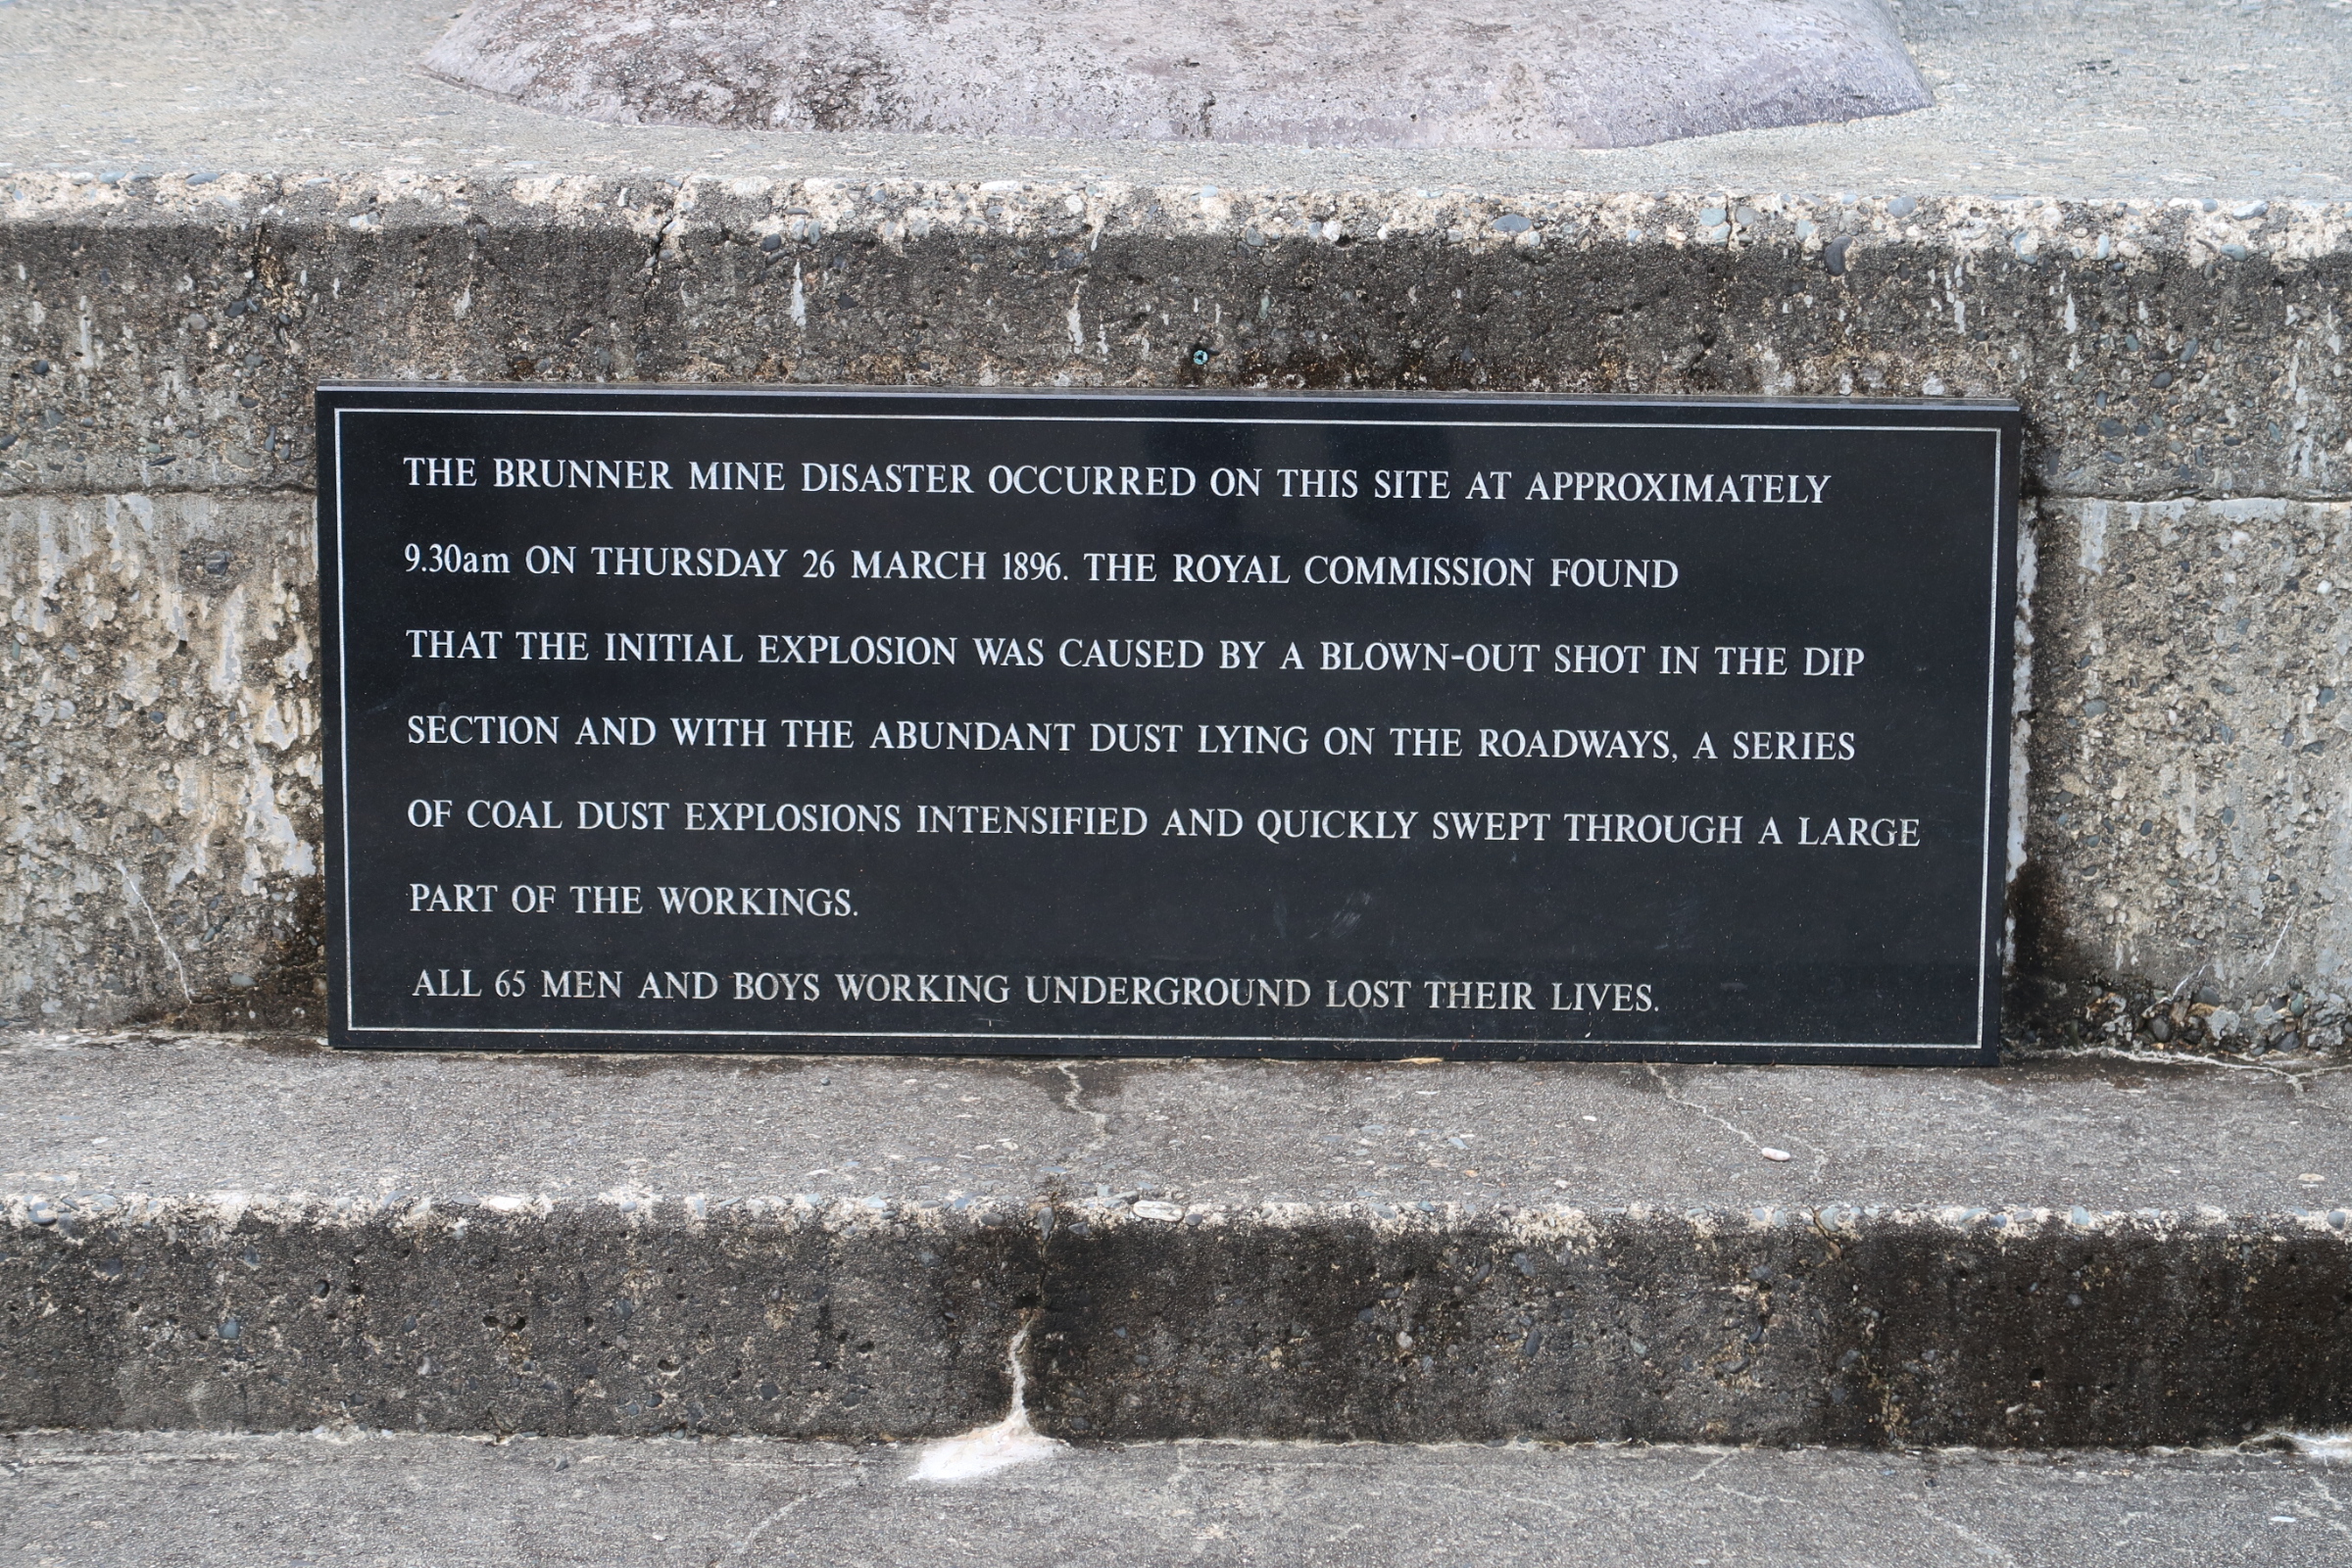 THE BRUNNER MINE DISASTER OCCURRED ON THIS SITE AT APPROXIMATELY
9.30am ON THURSDAY 26 MARCH 1896. THE ROYAL COMMISSION FOUND
THAT THE INITIAL EXPLOSION WAS CAUSED BY A BLOWN-OUT SHOT IN THE DIP
SECTION AND WITH THE ABUNDANT DUST LYING ON THE ROADWAYS, A SERIES
OF COAL DUST EXPLOSIONS INTENSIFIED AND QUICKLY SWEPT THROUGH A LARGE
PART OF THE WORKINGS.
ALL 65 MEN AND BOYS WORKING UNDERGROUND LOST THEIR LIVES.